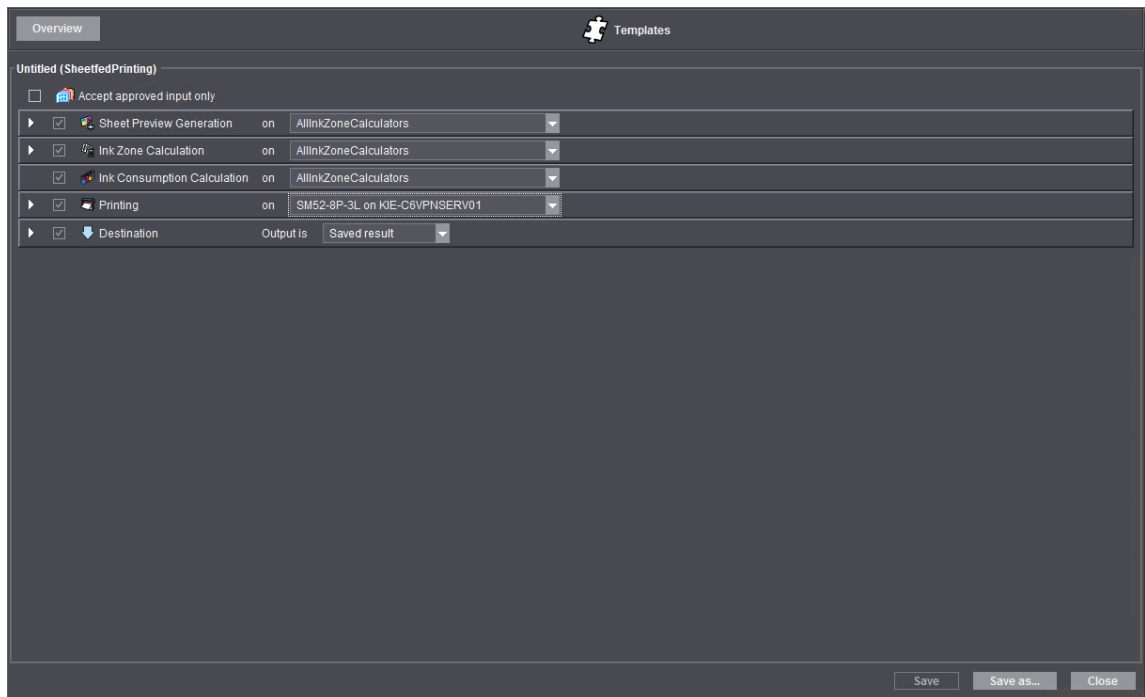 Overview
Templates
Untitled (SheetfedPrinting)
Accept approved input only
Sheet Preview Generation on AllInkZoneCalculators
Ink Zone Calculation on AllInkZoneCalculators
Ink Consumption Calculation on AllInkZoneCalculators
Printing on SM52-8P-3L on KIE-C6VPNSERV01
Destination Output is Saved result
Save Save as... Close